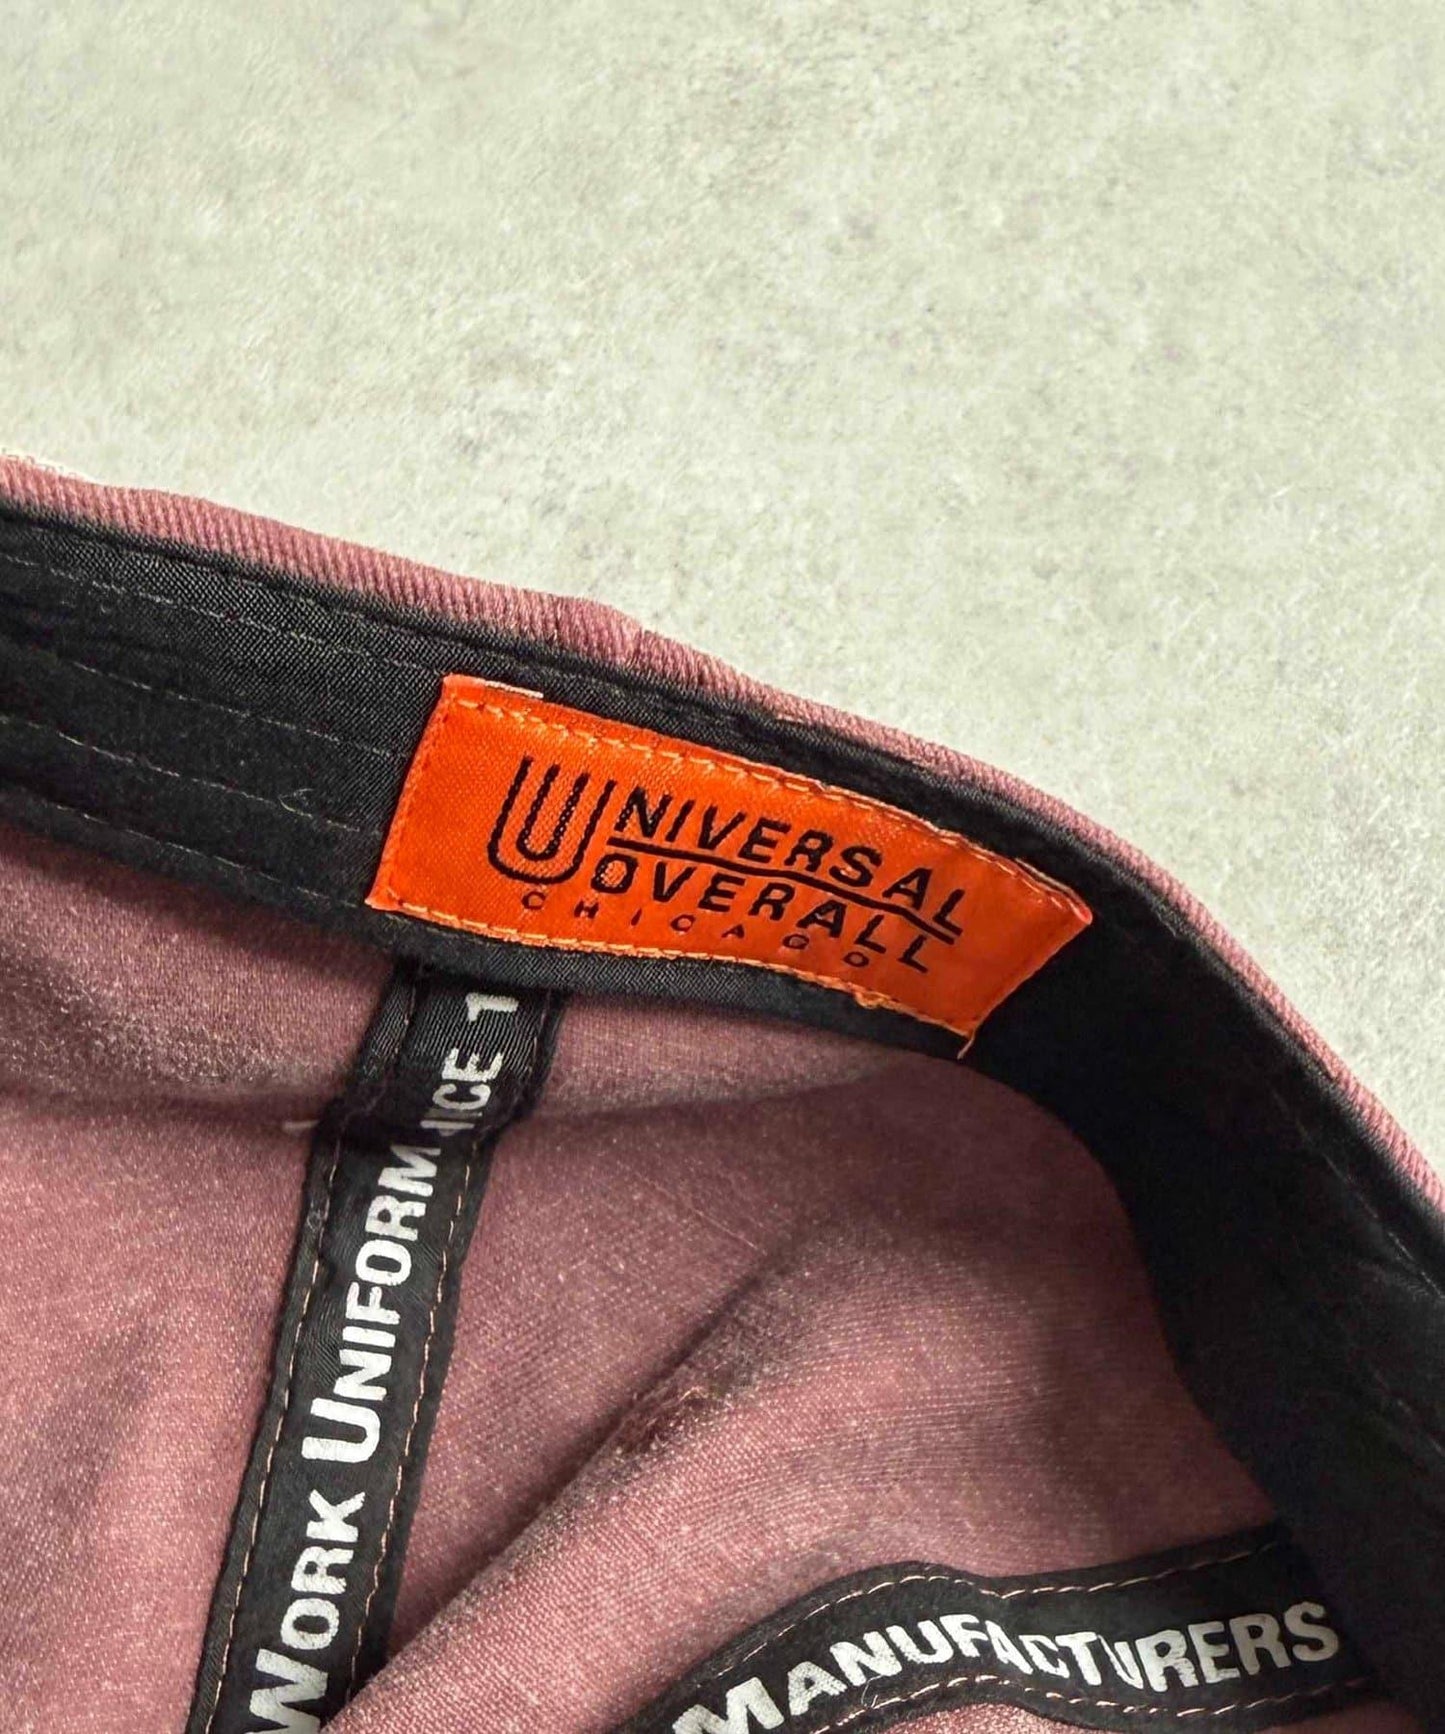 UNIVERSAL
OVERALL
CHICAGO
WORK UNIFORM
ICE 1
MANUFACTURERS